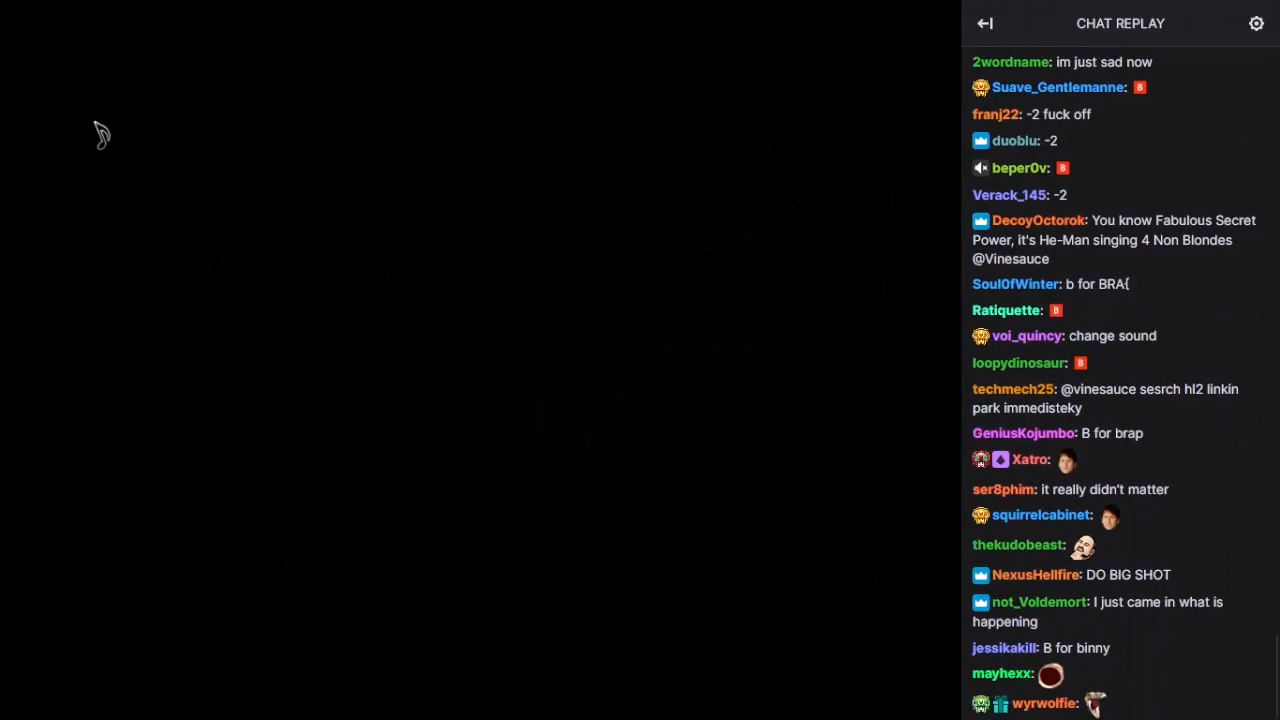 CHAT REPLAY
2wordname: im just sad now
Suave_Gentlemanne: B
franj22: -2 fuck off
duoblu: -2
beper0v: B
Verack_145: -2
DecoyOctorok: You know Fabulous Secret
Power, it's He-Man singing 4 Non Blondes
@Vinesauce
Soul0fWinter: b for BRA{
Ratiquette: B
voi_quincy: change sound
loopydinosaur: B
techmech25: @vinesauce sesrch hl2 linkin
park immedisteky
GeniusKojumbo: B for brap
Xatro:
ser8phim: it really didn't matter
squirrelcabinet:
thekudobeast:
NexusHellfire: DO BIG SHOT
not_Voldemort: I just came in what is
happening
jessikakill: B for binny
mayhexx:
wyrwolfie: